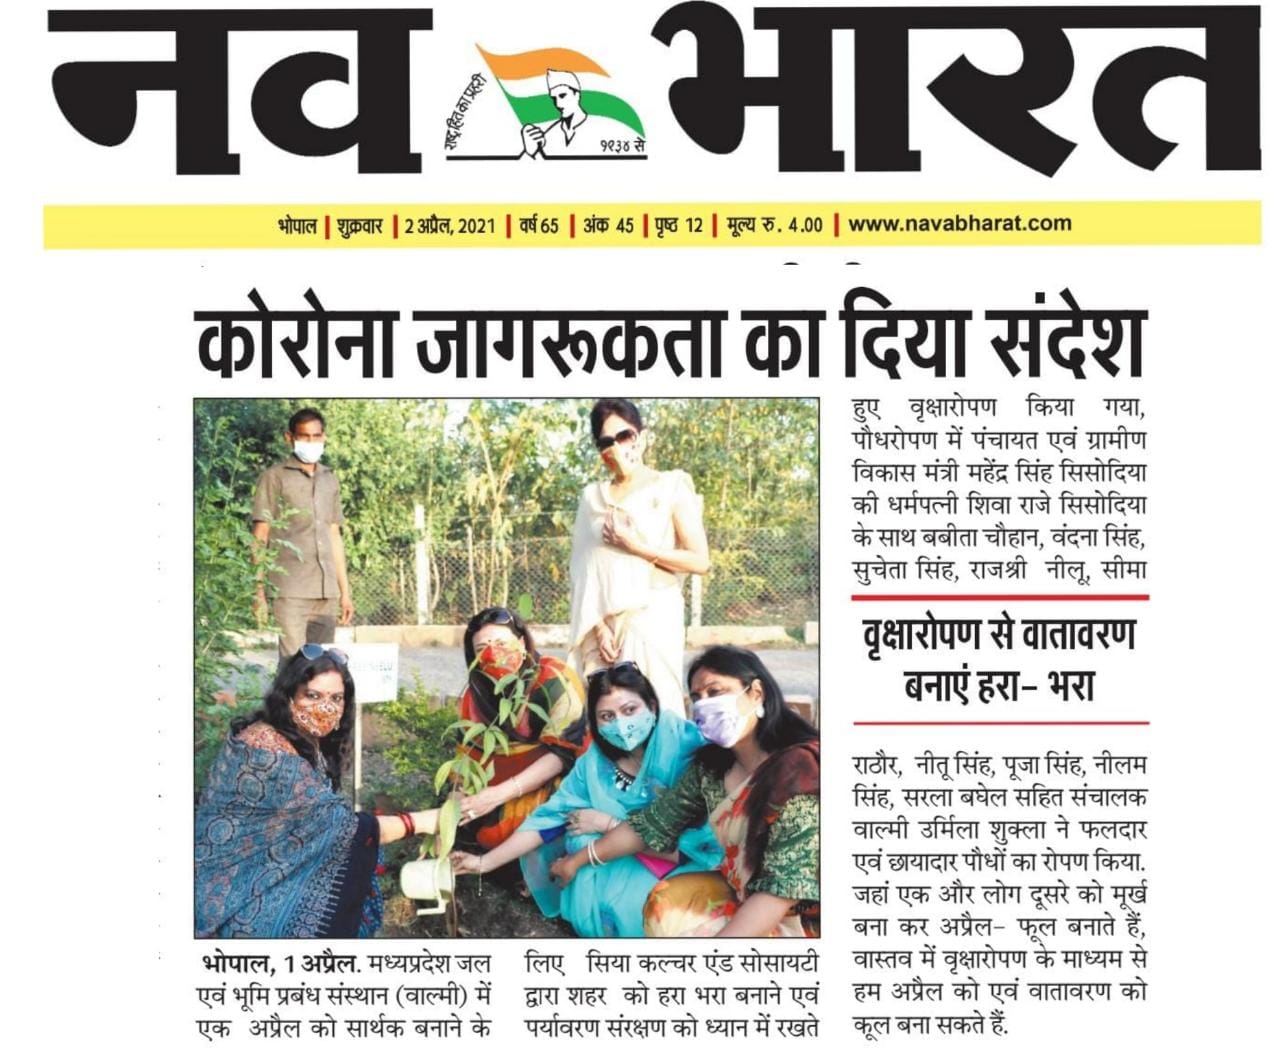 नव भारत
राष्ट्रहित का प्रहरी
१९३४ से
भोपाल | शुक्रवार | 2 अप्रैल, 2021 | वर्ष 65 | अंक 45 | पृष्ठ 12 | मूल्य रु. 4.00 | www.navabharat.com
कोरोना जागरूकता का दिया संदेश
भोपाल, 1 अप्रैल. मध्यप्रदेश जल
एवं भूमि प्रबंध संस्थान (वाल्मी) में
एक अप्रैल को सार्थक बनाने के
लिए सिया कल्चर एंड सोसायटी
द्वारा शहर को हरा भरा बनाने एवं
पर्यावरण संरक्षण को ध्यान में रखते
हुए वृक्षारोपण किया गया,
पौधरोपण में पंचायत एवं ग्रामीण
विकास मंत्री महेंद्र सिंह सिसोदिया
की धर्मपत्नी शिवा राजे सिसोदिया
के साथ बबीता चौहान, वंदना सिंह,
सुचेता सिंह, राजश्री नीलू, सीमा
वृक्षारोपण से वातावरण
बनाएं हरा- भरा
राठौर, नीतू सिंह, पूजा सिंह, नीलम
सिंह, सरला बघेल सहित संचालक
वाल्मी उर्मिला शुक्ला ने फलदार
एवं छायादार पौधों का रोपण किया.
जहां एक और लोग दूसरे को मूर्ख
बना कर अप्रैल- फूल बनाते हैं,
वास्तव में वृक्षारोपण के माध्यम से
हम अप्रैल को एवं वातावरण को
कूल बना सकते हैं.